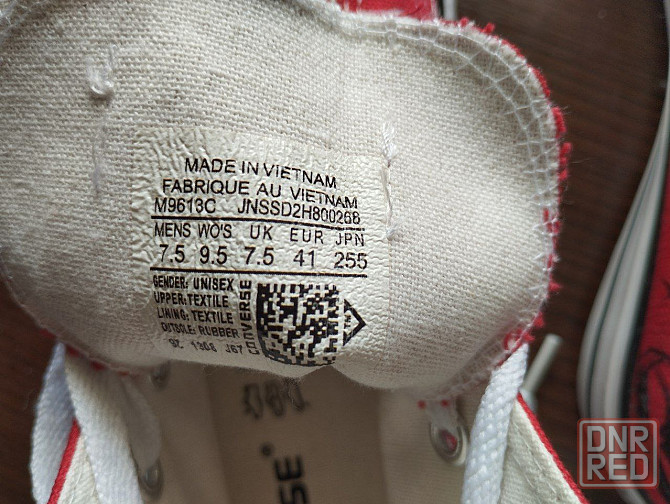 MADE IN VIETNAM
FABRIQUE AU VIETNAM
M9613C JNSSD2H800268
MENS WO'S UK EUR JPN
7.5 9.5 7.5 41 255
GENDER: UNISEX
UPPER: TEXTILE
LINING: TEXTILE
OUTSOLE: RUBBER
CONVERSE
DNR
RED